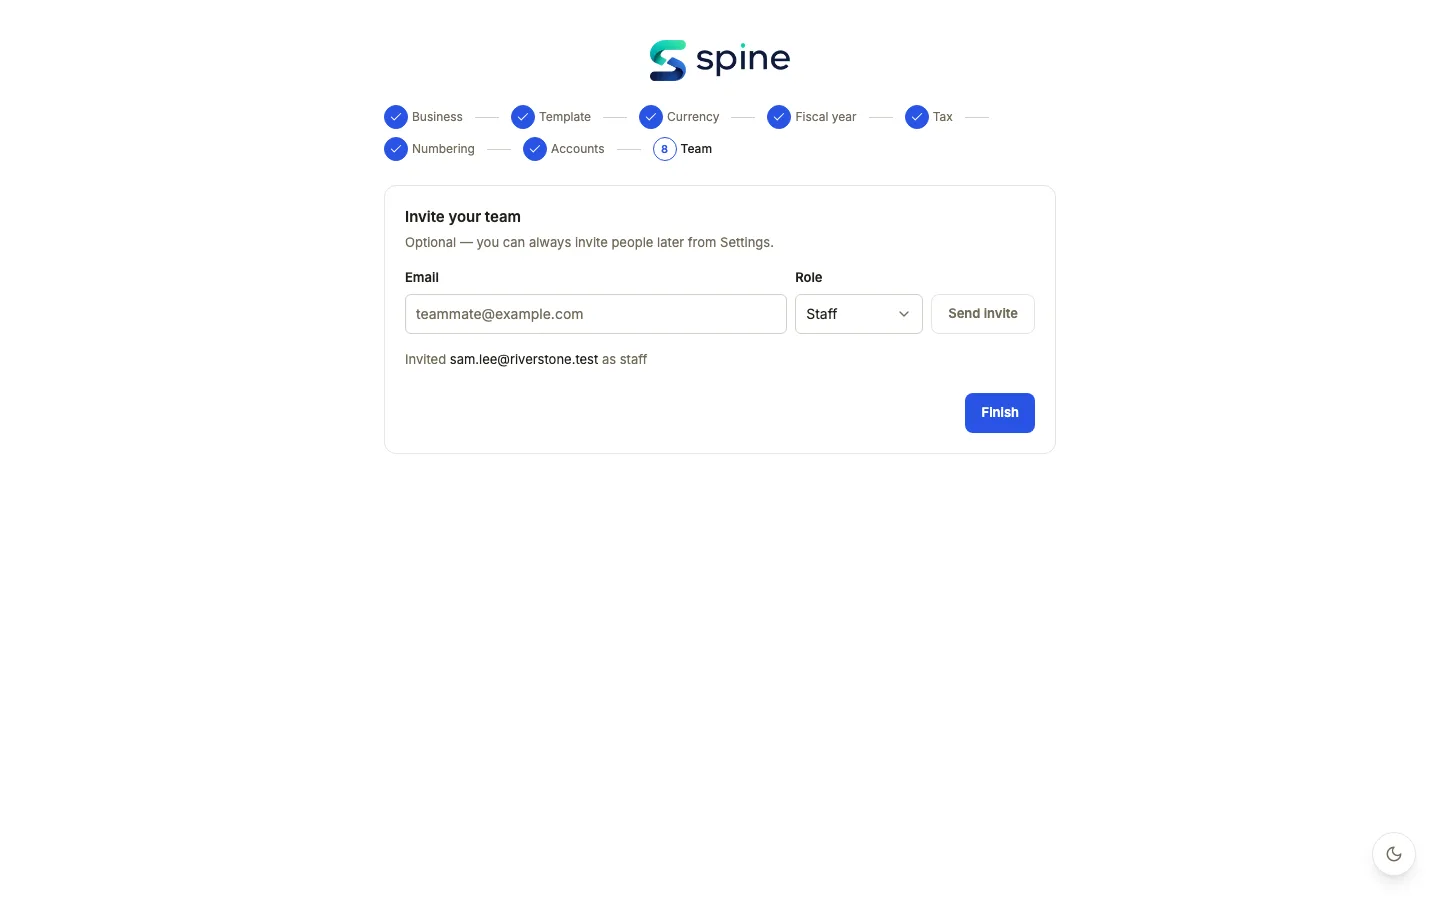 spine
Business
Template
Currency
Fiscal year
Tax
Numbering
Accounts
8 Team
Invite your team
Optional — you can always invite people later from Settings.
Email
Role
teammate@example.com
Staff
Send invite
Invited sam.lee@riverstone.test as staff
Finish